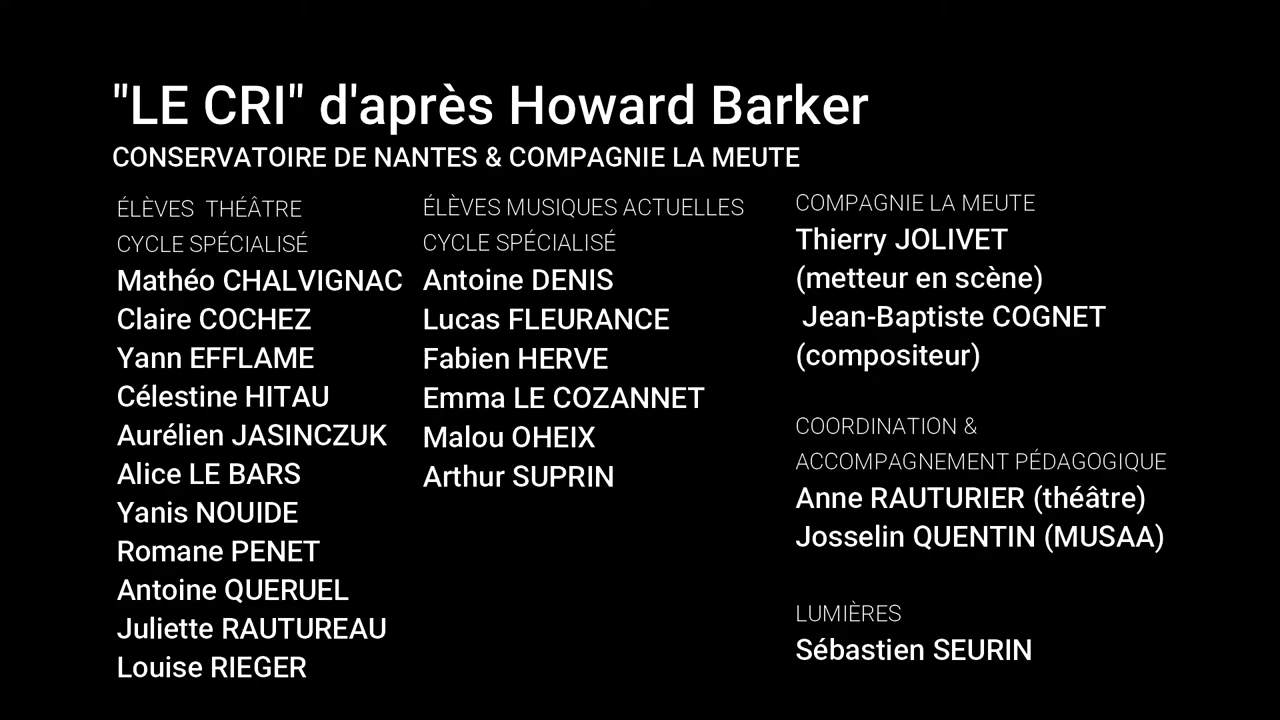 "LE CRI" d'après Howard Barker
CONSERVATOIRE DE NANTES & COMPAGNIE LA MEUTE
ÉLÈVES THÉÂTRE
CYCLE SPÉCIALISÉ
Mathéo CHALVIGNAC
Claire COCHEZ
Yann EFFLAME
Célestine HITAU
Aurélien JASINCZUK
Alice LE BARS
Yanis NOUIDE
Romane PENET
Antoine QUERUEL
Juliette RAUTUREAU
Louise RIEGER
ÉLÈVES MUSIQUES ACTUELLES
CYCLE SPÉCIALISÉ
Antoine DENIS
Lucas FLEURANCE
Fabien HERVE
Emma LE COZANNET
Malou OHEIX
Arthur SUPRIN
COMPAGNIE LA MEUTE
Thierry JOLIVET
(metteur en scène)
Jean-Baptiste COGNET
(compositeur)
COORDINATION &
ACCOMPAGNEMENT PÉDAGOGIQUE
Anne RAUTURIER (théâtre)
Josselin QUENTIN (MUSAA)
LUMIÈRES
Sébastien SEURIN